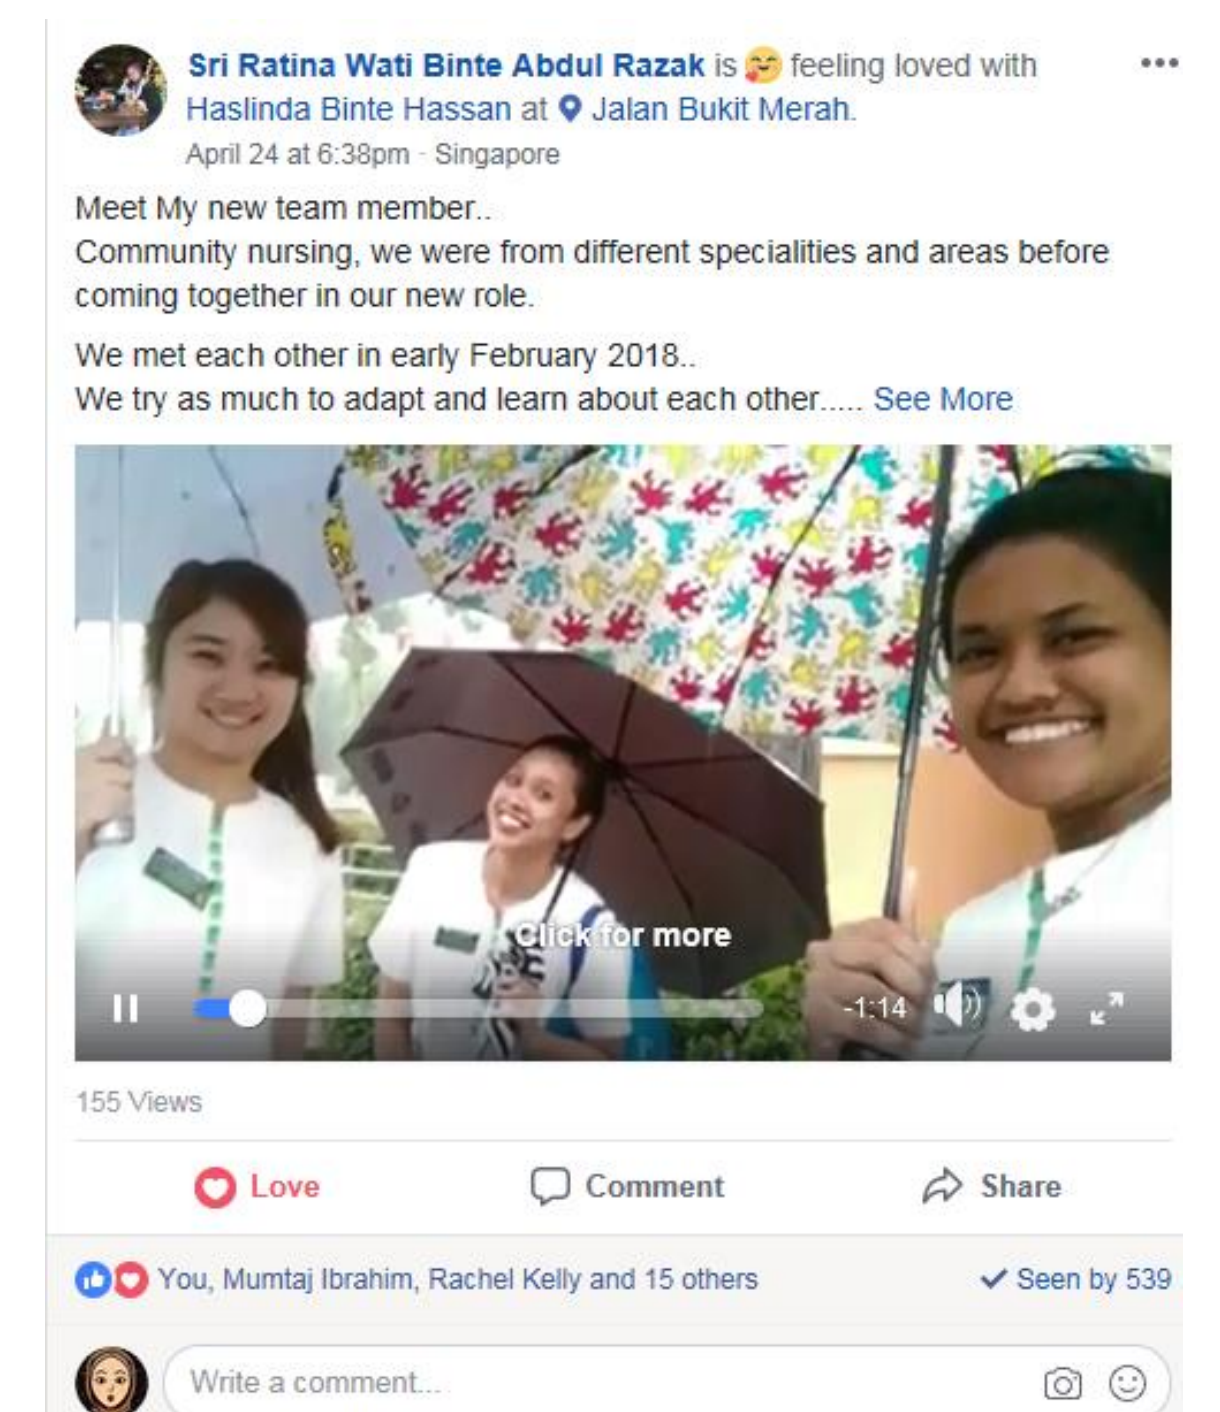 Sri Ratina Wati Binte Abdul Razak is feeling loved with
Haslinda Binte Hassan at Jalan Bukit Merah.
April 24 at 6:38pm · Singapore
Meet My new team member..
Community nursing, we were from different specialities and areas before
coming together in our new role.
We met each other in early February 2018..
We try as much to adapt and learn about each other..... See More
Click for more
-1:14
155 Views
Love Comment Share
You, Mumtaj Ibrahim, Rachel Kelly and 15 others Seen by 539
Write a comment...